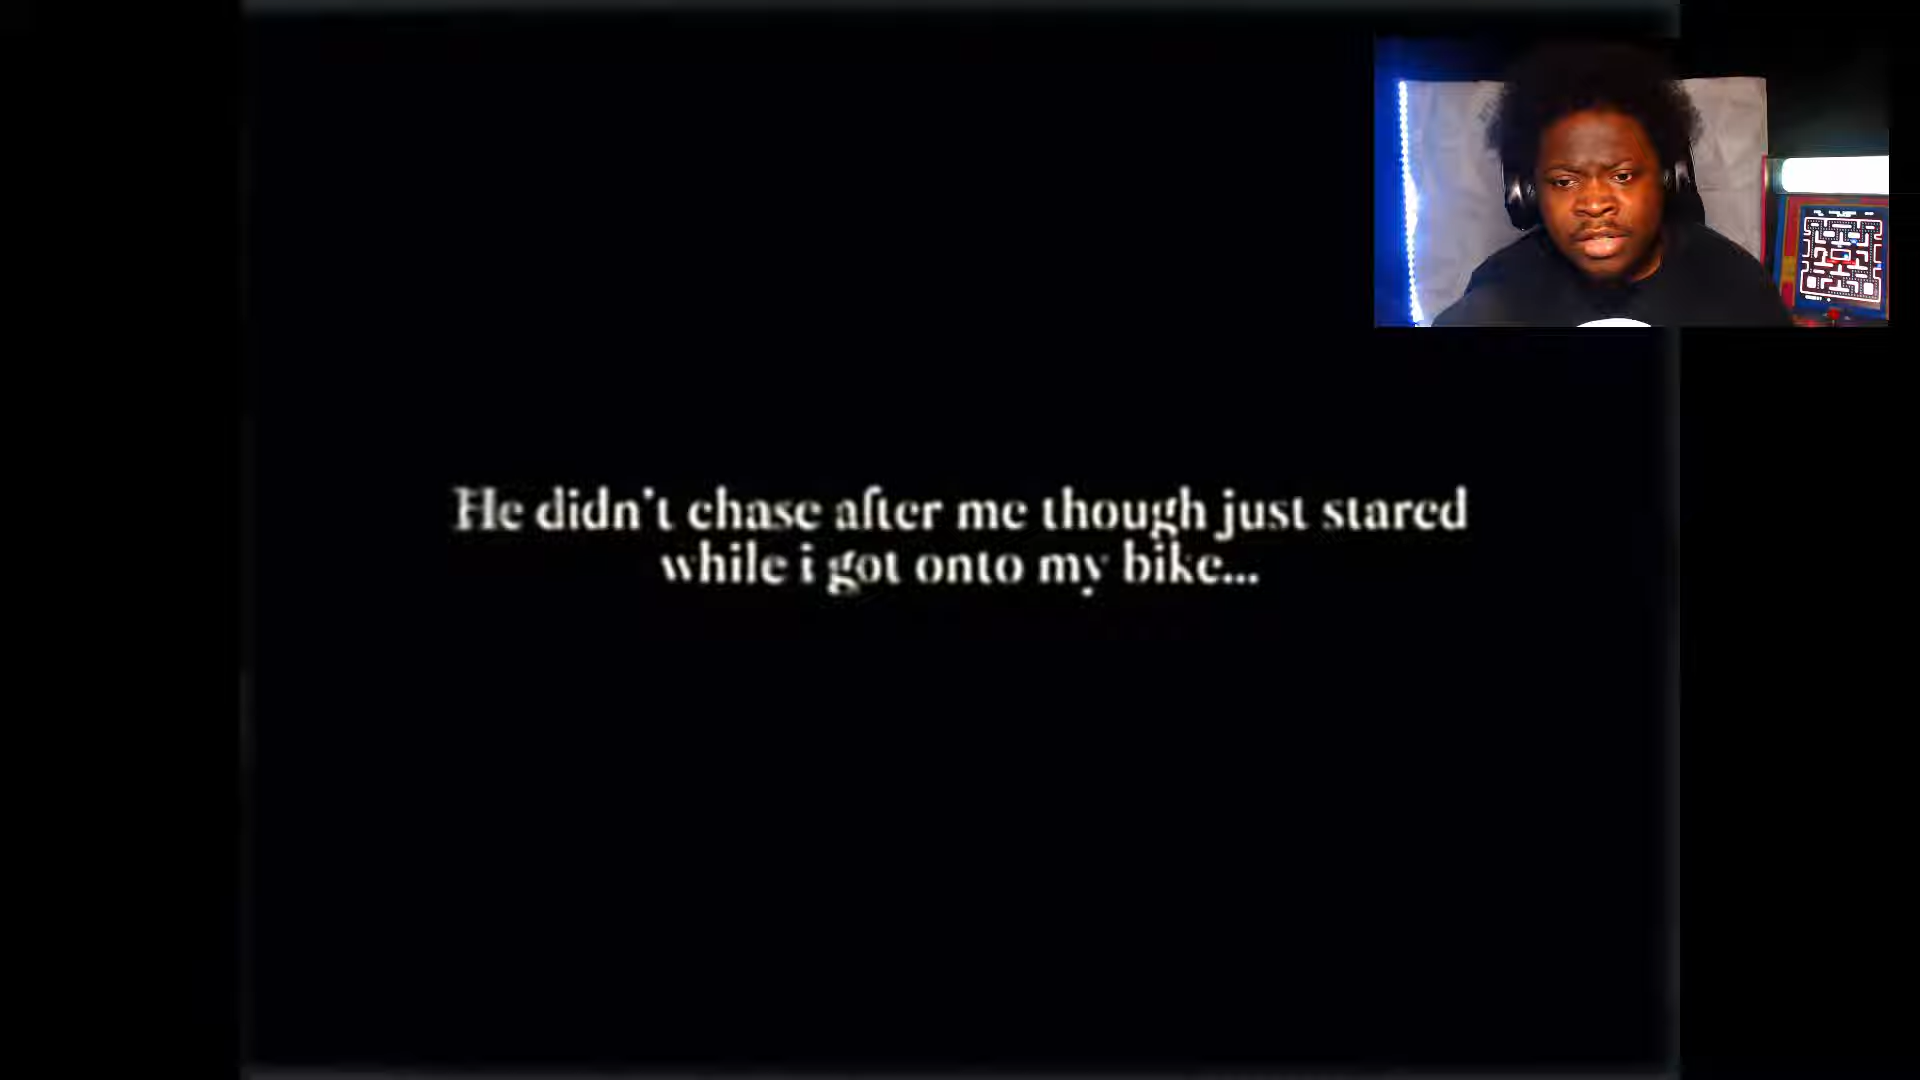 He didn't chase after me though just stared
while i got onto my bike...